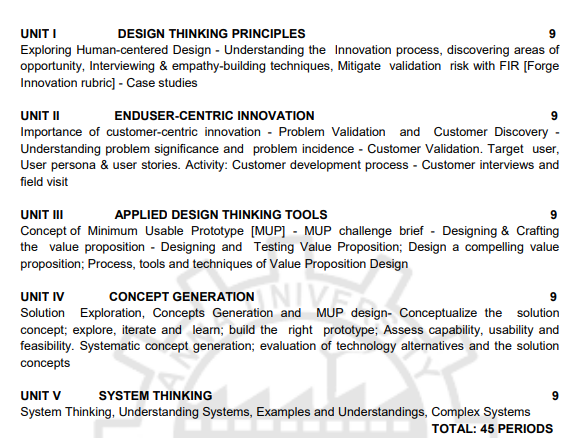 UNIT I DESIGN THINKING PRINCIPLES 9
Exploring Human-centered Design - Understanding the Innovation process, discovering areas of
opportunity, Interviewing & empathy-building techniques, Mitigate validation risk with FIR [Forge
Innovation rubric] - Case studies
UNIT II ENDUSER-CENTRIC INNOVATION 9
Importance of customer-centric innovation - Problem Validation and Customer Discovery -
Understanding problem significance and problem incidence - Customer Validation. Target user,
User persona & user stories. Activity: Customer development process - Customer interviews and
field visit
UNIT III APPLIED DESIGN THINKING TOOLS 9
Concept of Minimum Usable Prototype [MUP] - MUP challenge brief - Designing & Crafting
the value proposition - Designing and Testing Value Proposition; Design a compelling value
proposition; Process, tools and techniques of Value Proposition Design
UNIT IV CONCEPT GENERATION 9
Solution Exploration, Concepts Generation and MUP design- Conceptualize the solution
concept; explore, iterate and learn; build the right prototype; Assess capability, usability and
feasibility. Systematic concept generation; evaluation of technology alternatives and the solution
concepts
UNIT V SYSTEM THINKING 9
System Thinking, Understanding Systems, Examples and Understandings, Complex Systems
TOTAL: 45 PERIODS